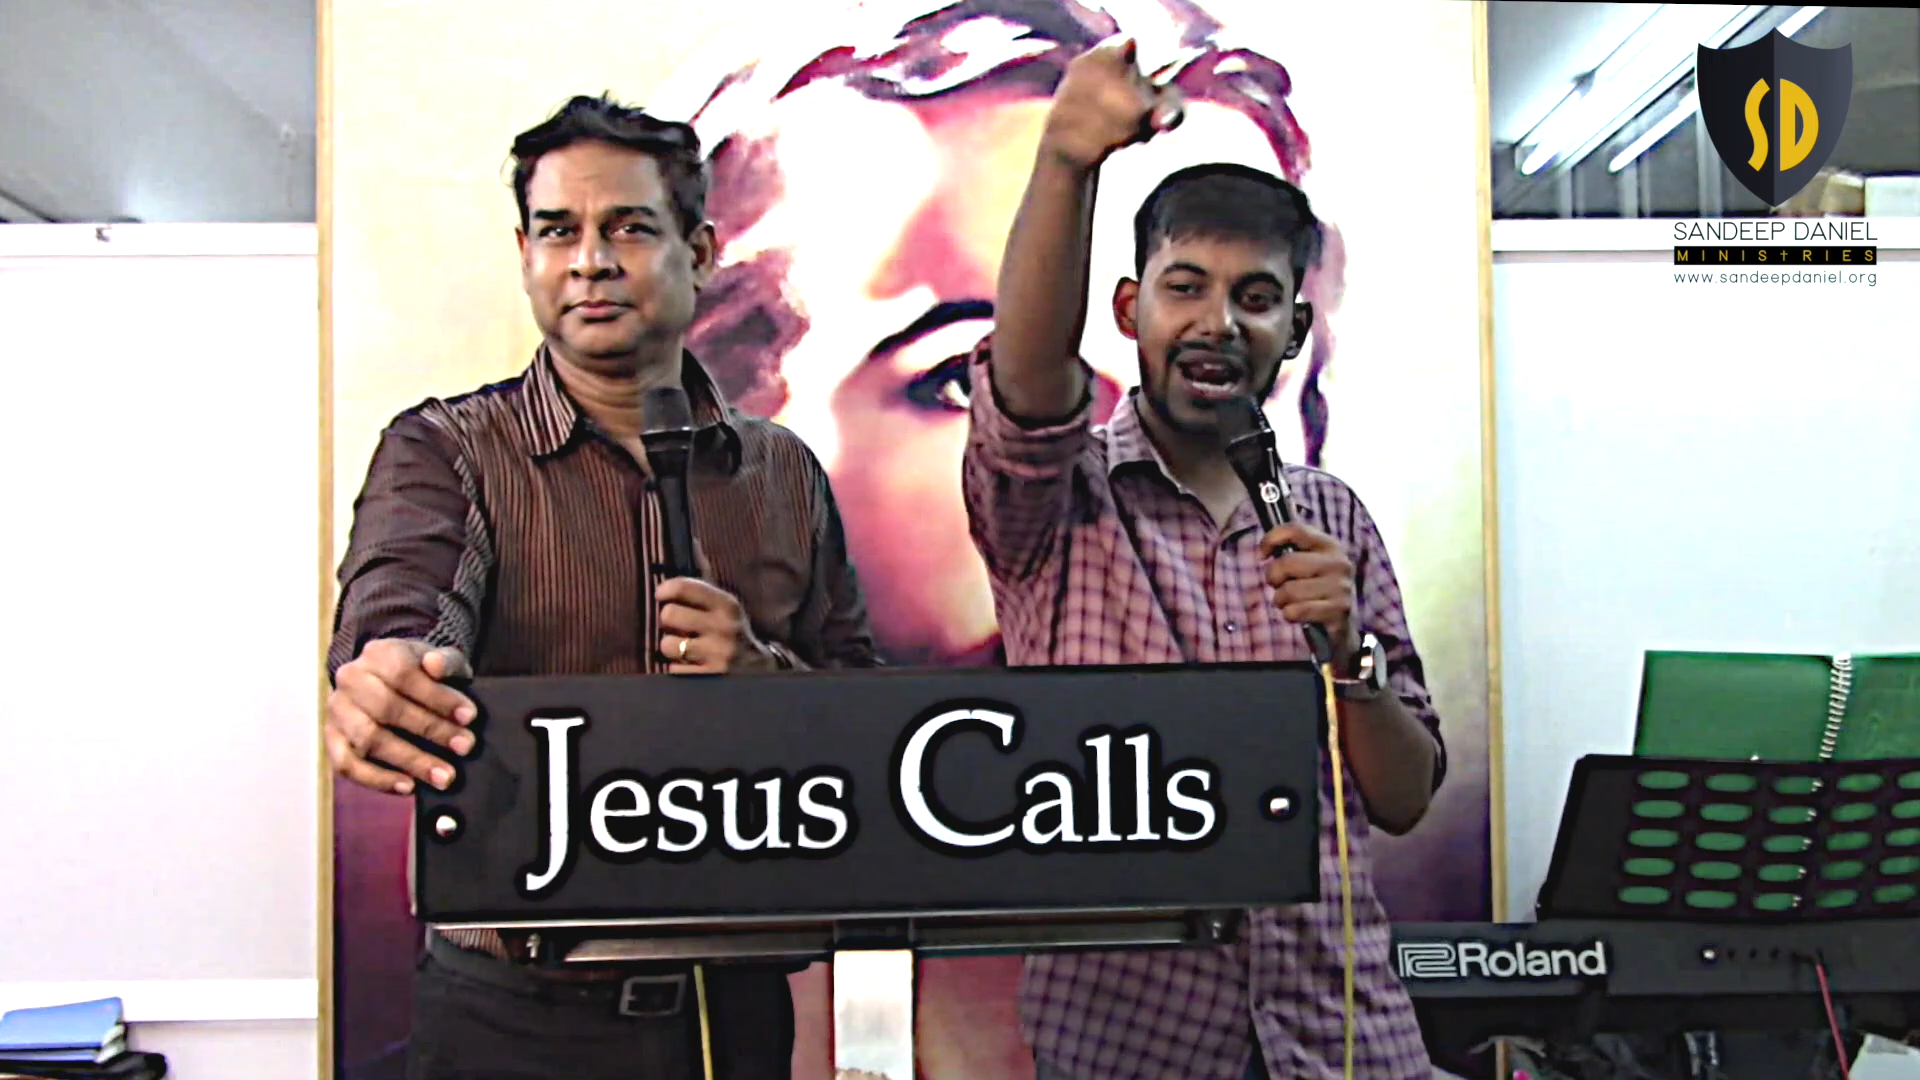 SD
SANDEEP DANIEL
MINISTRIES
www.sandeepdaniel.org
Jesus Calls
Roland